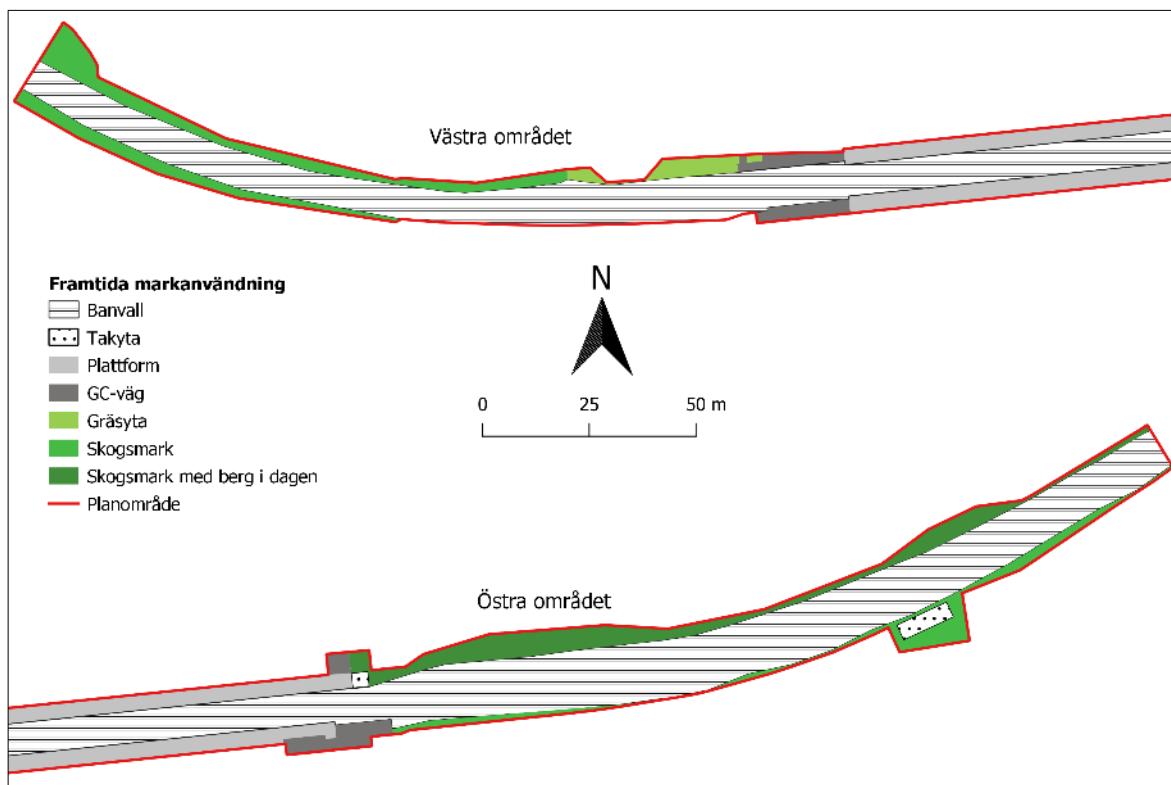 Västra området
Framtida markanvändning
Banvall
Takyta
Plattform
GC-väg
Gräsyta
Skogsmark
Skogsmark med berg i dagen
Planområde
N
0 25 50 m
Östra området